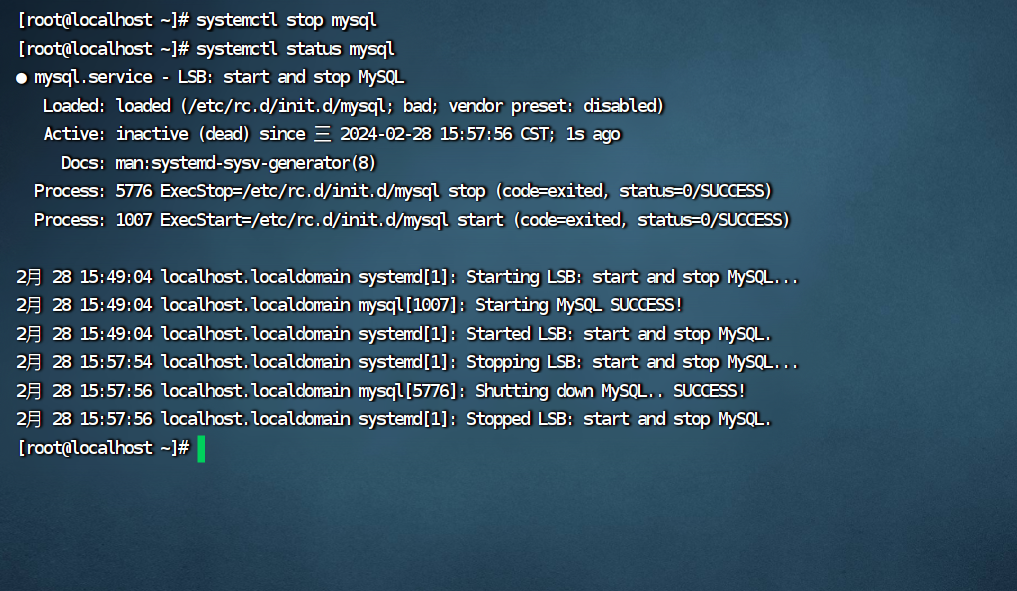 [root@localhost ~]# systemctl stop mysql
[root@localhost ~]# systemctl status mysql
● mysql.service - LSB: start and stop MySQL
Loaded: loaded (/etc/rc.d/init.d/mysql; bad; vendor preset: disabled)
Active: inactive (dead) since 三 2024-02-28 15:57:56 CST; 1s ago
Docs: man:systemd-sysv-generator(8)
Process: 5776 ExecStop=/etc/rc.d/init.d/mysql stop (code=exited, status=0/SUCCESS)
Process: 1007 ExecStart=/etc/rc.d/init.d/mysql start (code=exited, status=0/SUCCESS)
2月 28 15:49:04 localhost.localdomain systemd[1]: Starting LSB: start and stop MySQL...
2月 28 15:49:04 localhost.localdomain mysql[1007]: Starting MySQL SUCCESS!
2月 28 15:49:04 localhost.localdomain systemd[1]: Started LSB: start and stop MySQL.
2月 28 15:57:54 localhost.localdomain systemd[1]: Stopping LSB: start and stop MySQL...
2月 28 15:57:56 localhost.localdomain mysql[5776]: Shutting down MySQL.. SUCCESS!
2月 28 15:57:56 localhost.localdomain systemd[1]: Stopped LSB: start and stop MySQL.
[root@localhost ~]#